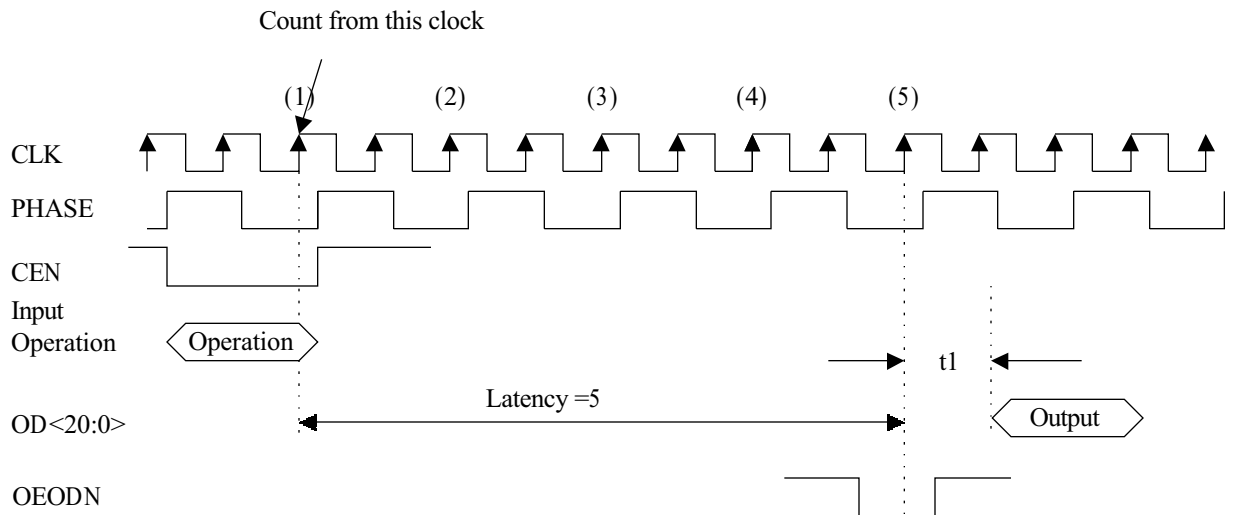 Count from this clock
(1) (2) (3) (4) (5)
CLK
PHASE
CEN
Input
Operation
Operation
t1
Latency =5
OD<20:0>
Output
OEODN